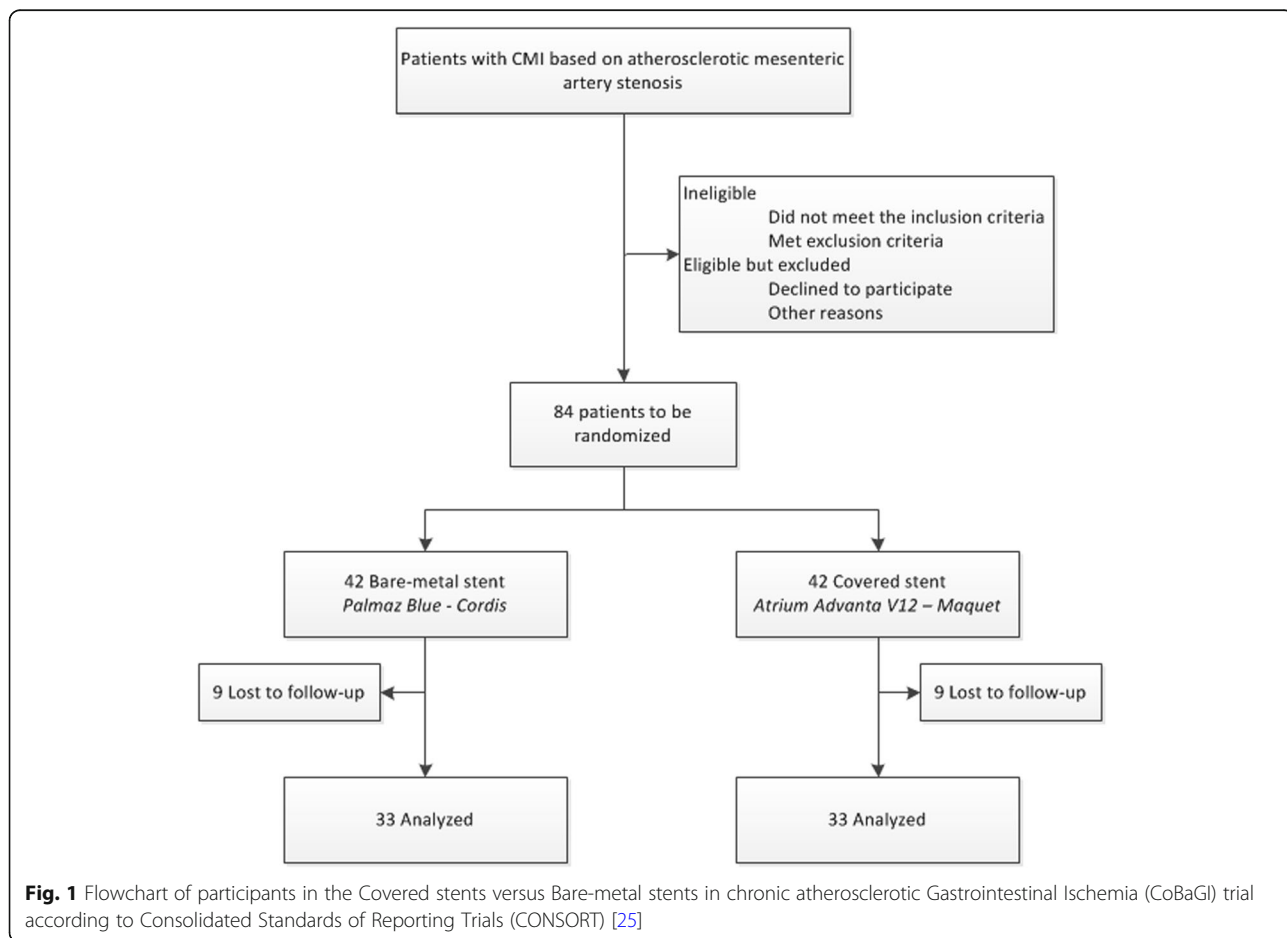 Patients with CMI based on atherosclerotic mesenteric
artery stenosis
Ineligible
Did not meet the inclusion criteria
Met exclusion criteria
Eligible but excluded
Declined to participate
Other reasons
84 patients to be
randomized
42 Bare-metal stent
Palmaz Blue - Cordis
42 Covered stent
Atrium Advanta V12 – Maquet
9 Lost to follow-up
9 Lost to follow-up
33 Analyzed
33 Analyzed
Fig. 1 Flowchart of participants in the Covered stents versus Bare-metal stents in chronic atherosclerotic Gastrointestinal Ischemia (CoBaGI) trial
according to Consolidated Standards of Reporting Trials (CONSORT) [25]